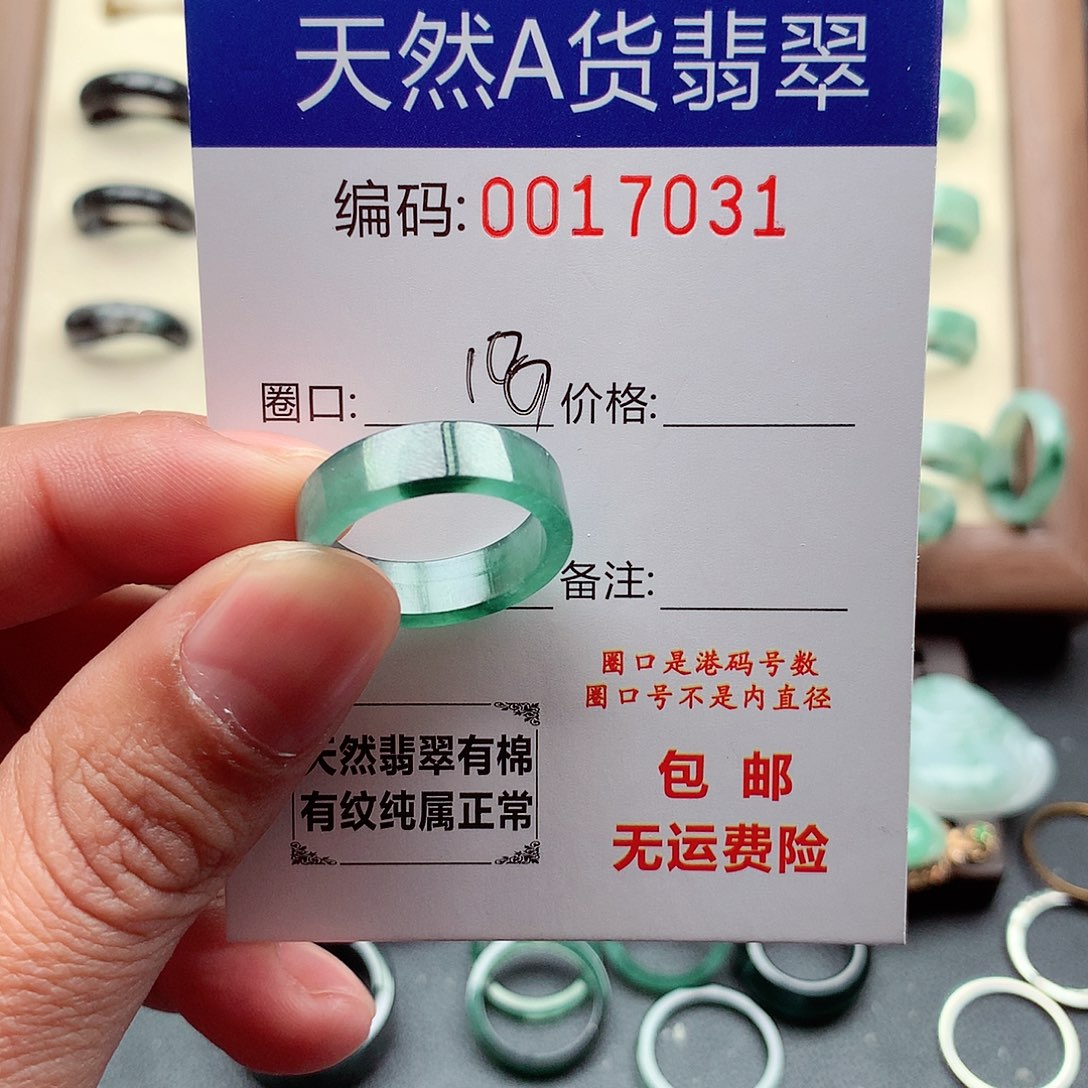 天然A货翡翠
编码:0017031
圈口: 价格:
备注:
圈口是港码号数
圈口号不是内直径
天然翡翠有棉
有纹纯属正常
包 邮
无运费险